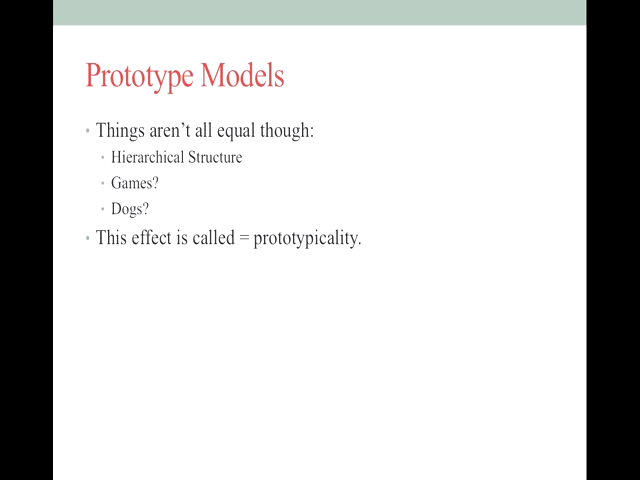 Prototype Models
• Things aren't all equal though:
• Hierarchical Structure
• Games?
• Dogs?
• This effect is called = prototypicality.